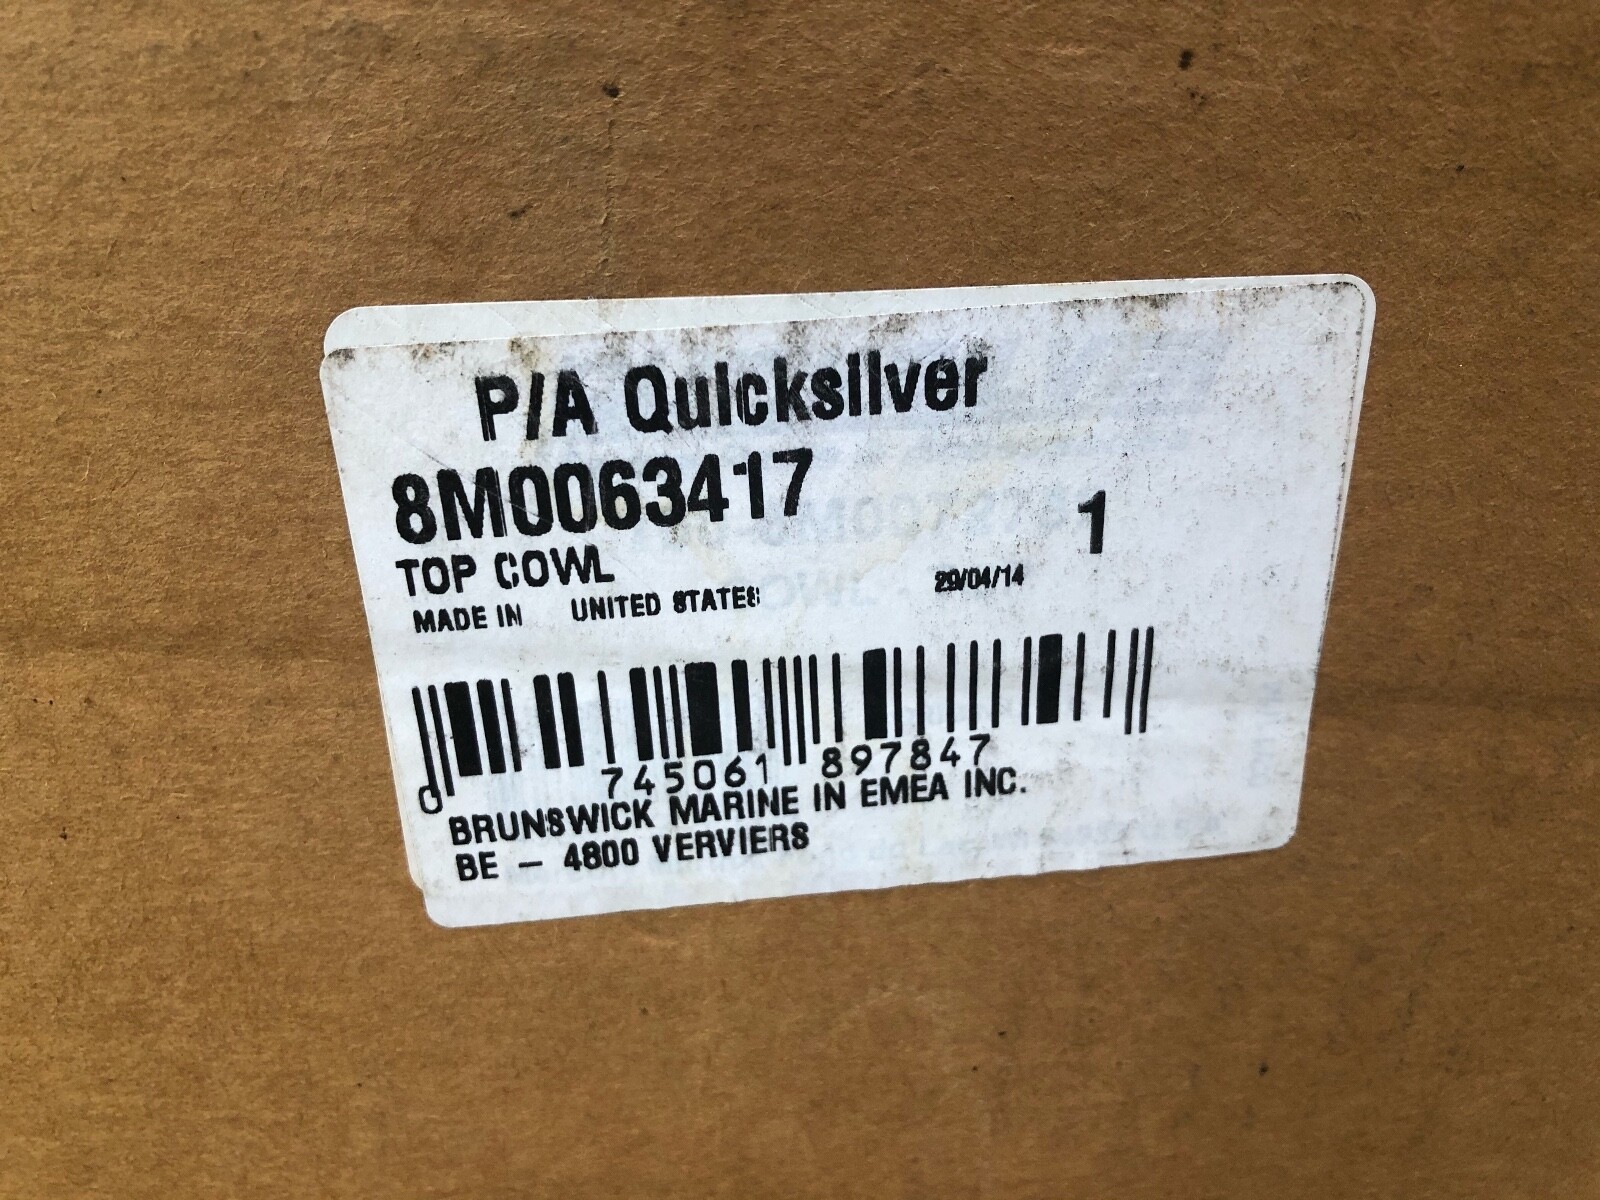 P/A Quicksilver
8M0063417
1
TOP COWL
MADE IN UNITED STATES 29/04/14
0 745061 897847
BRUNSWICK MARINE IN EMEA INC.
BE - 4800 VERVIERS